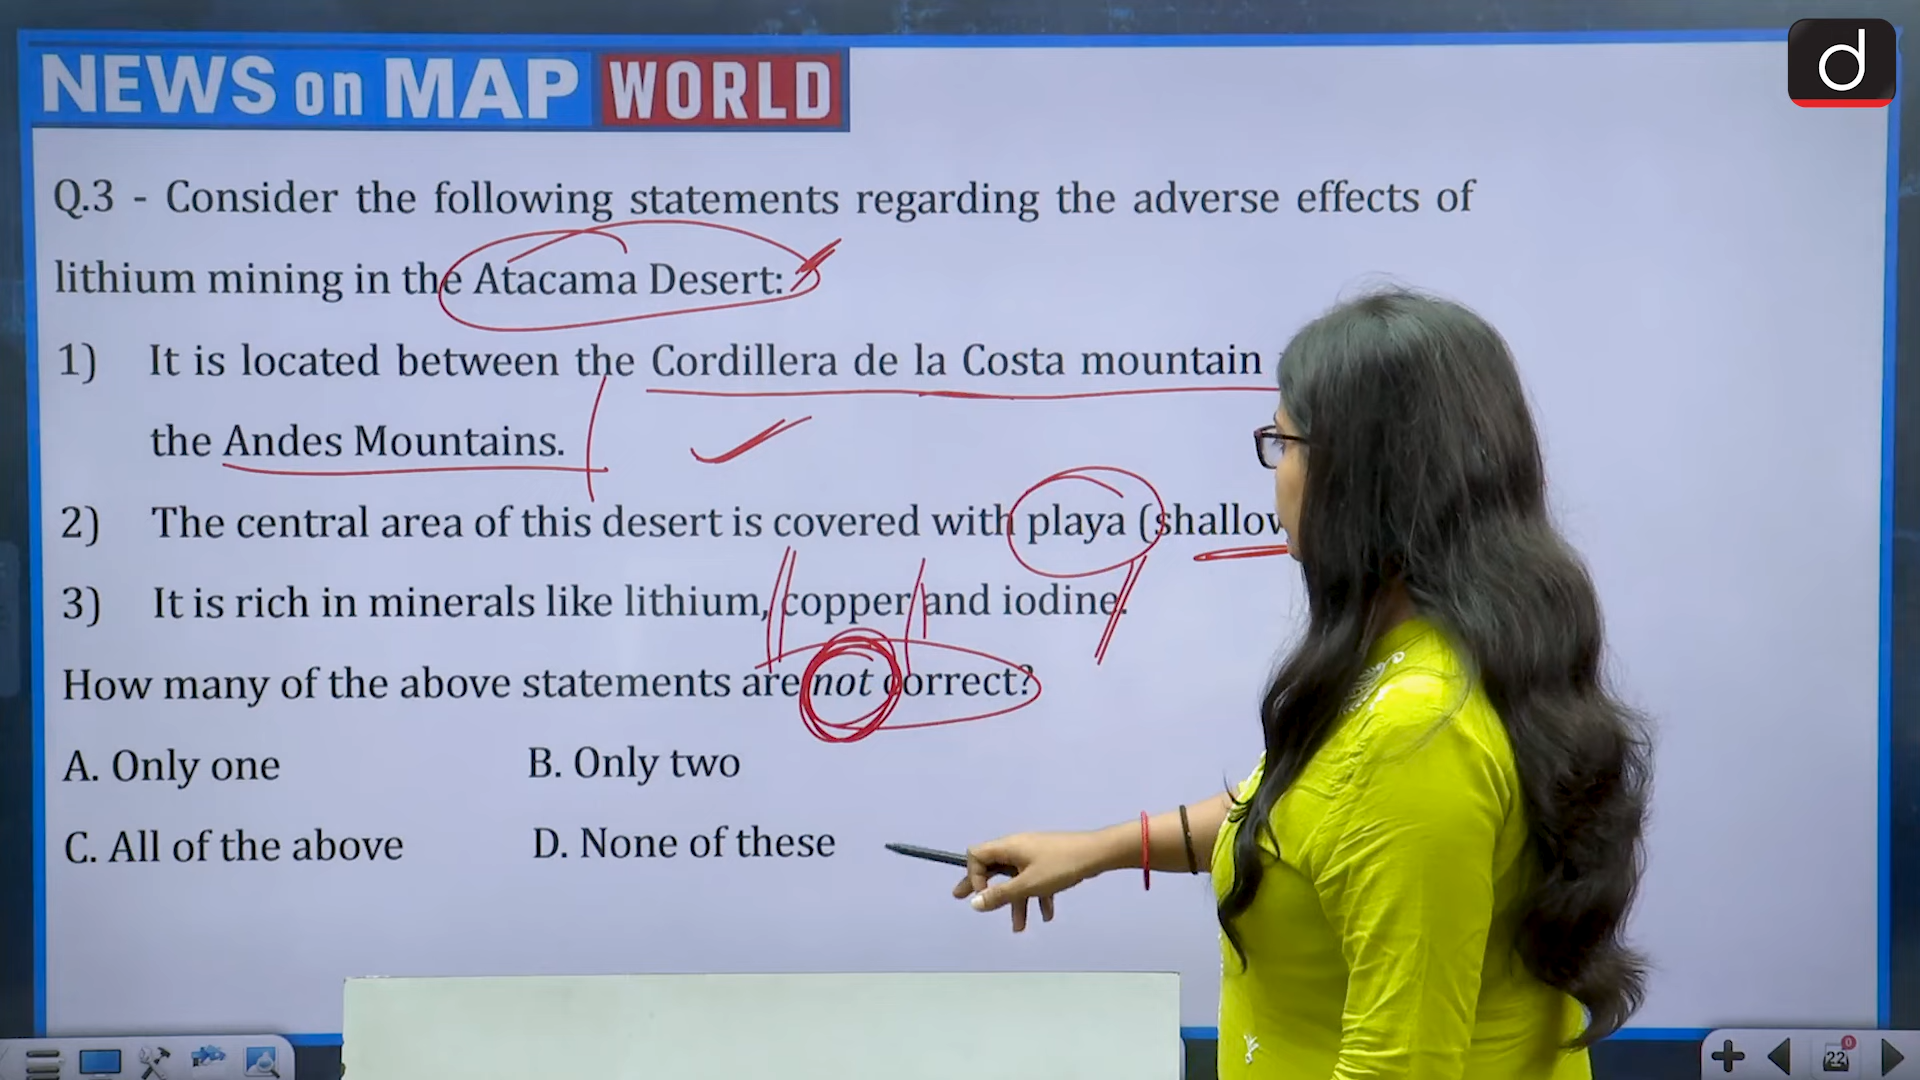 NEWS on MAP WORLD
d
Q.3 - Consider the following statements regarding the adverse effects of
lithium mining in the Atacama Desert:
1) It is located between the Cordillera de la Costa mountain
the Andes Mountains.
2) The central area of this desert is covered with playa (shallow
3) It is rich in minerals like lithium, copper and iodine.
How many of the above statements are not correct?
A. Only one B. Only two
C. All of the above D. None of these
22
0